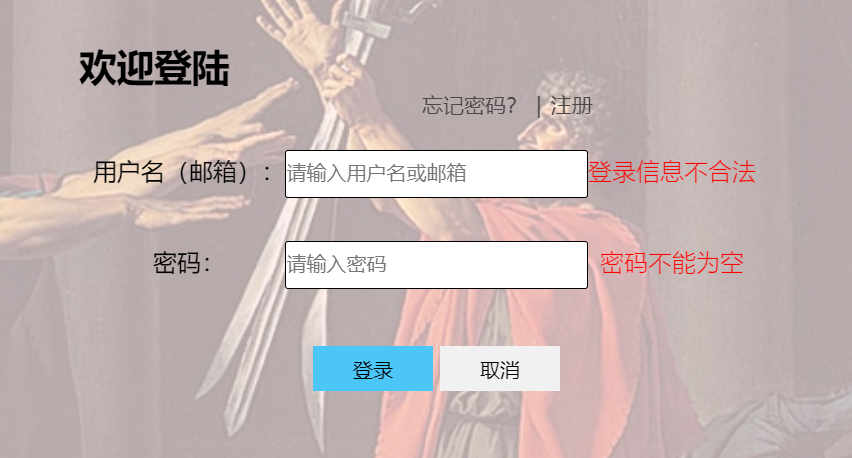 欢迎登陆
忘记密码? | 注册
用户名（邮箱）: 请输入用户名或邮箱 登录信息不合法
密码: 请输入密码 密码不能为空
登录 取消